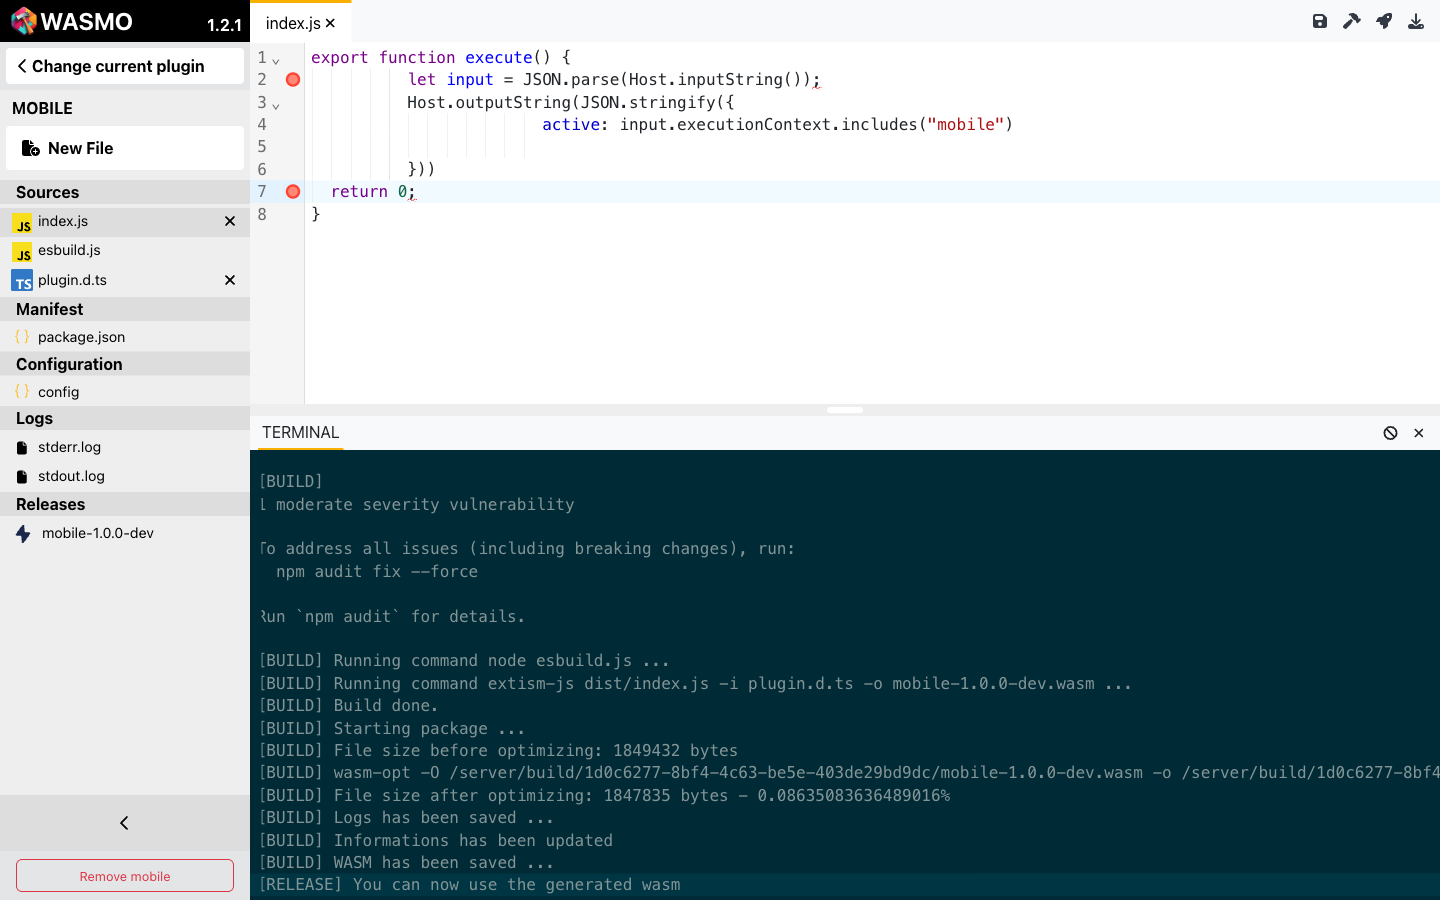 WASMO
1.2.1
Change current plugin
MOBILE
New File
Sources
JS index.js
JS esbuild.js
TS plugin.d.ts
Manifest
{} package.json
Configuration
{} config
Logs
stderr.log
stdout.log
Releases
mobile-1.0.0-dev
Remove mobile
index.js
1 export function execute() {
2 let input = JSON.parse(Host.inputString());
3 Host.outputString(JSON.stringify({
4 active: input.executionContext.includes("mobile")
5
6 }))
7 return 0;
8 }
TERMINAL
[BUILD]
1 moderate severity vulnerability
To address all issues (including breaking changes), run:
npm audit fix --force
Run `npm audit` for details.
[BUILD] Running command node esbuild.js ...
[BUILD] Running command extism-js dist/index.js -i plugin.d.ts -o mobile-1.0.0-dev.wasm ...
[BUILD] Build done.
[BUILD] Starting package ...
[BUILD] File size before optimizing: 1849432 bytes
[BUILD] wasm-opt -O /server/build/1d0c6277-8bf4-4c63-be5e-403de29bd9dc/mobile-1.0.0-dev.wasm -o /server/build/1d0c6277-8bf4
[BUILD] File size after optimizing: 1847835 bytes - 0.08635083636489016%
[BUILD] Logs has been saved ...
[BUILD] Informations has been updated
[BUILD] WASM has been saved ...
[RELEASE] You can now use the generated wasm